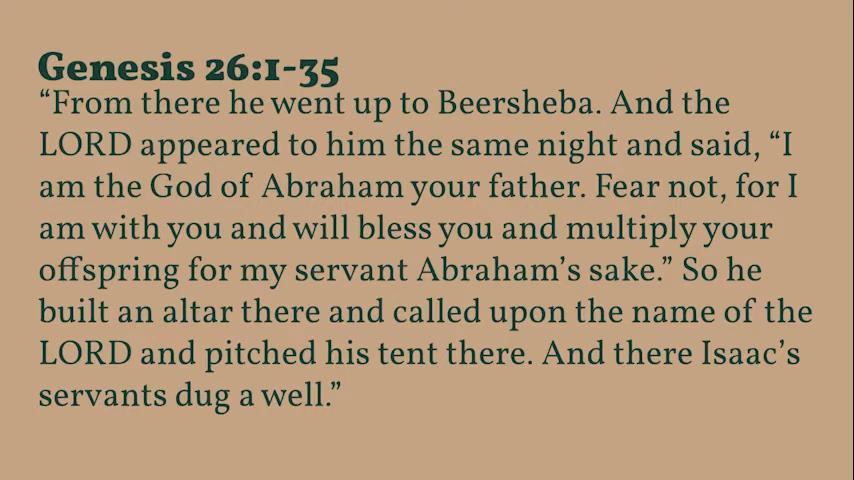 Genesis 26:1-35
“From there he went up to Beersheba. And the
LORD appeared to him the same night and said, “I
am the God of Abraham your father. Fear not, for I
am with you and will bless you and multiply your
offspring for my servant Abraham’s sake.” So he
built an altar there and called upon the name of the
LORD and pitched his tent there. And there Isaac’s
servants dug a well.”